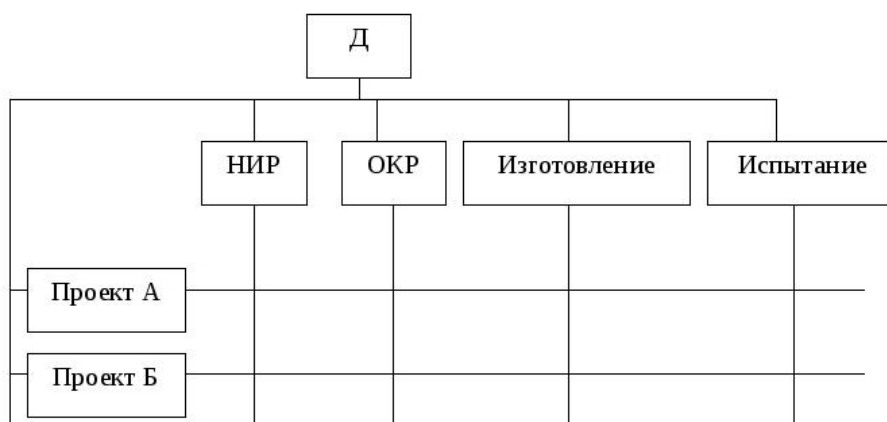 Д
НИР
ОКР
Изготовление
Испытание
Проект А
Проект Б